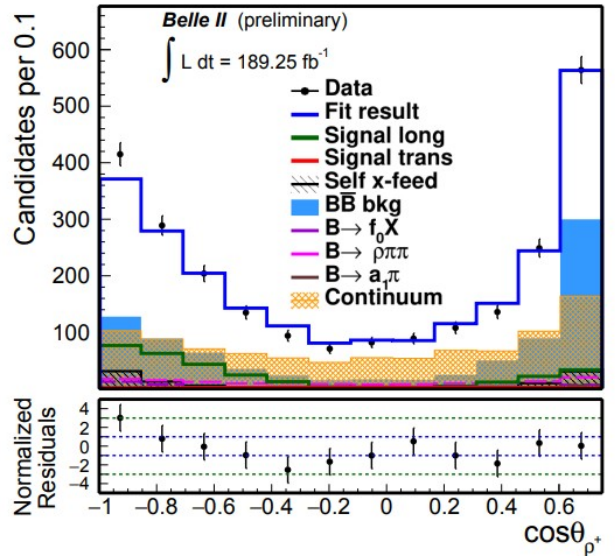 Belle II (preliminary)
∫ L dt = 189.25 fb⁻¹
Candidates per 0.1
600
500
400
300
200
100
Data
Fit result
Signal long
Signal trans
Self x-feed
BB̅ bkg
B→ f₀X
B→ ρππ
B→ a₁π
Continuum
Normalized
Residuals
4
2
0
−2
−4
−1 −0.8 −0.6 −0.4 −0.2 0 0.2 0.4 0.6
cosθρ⁺